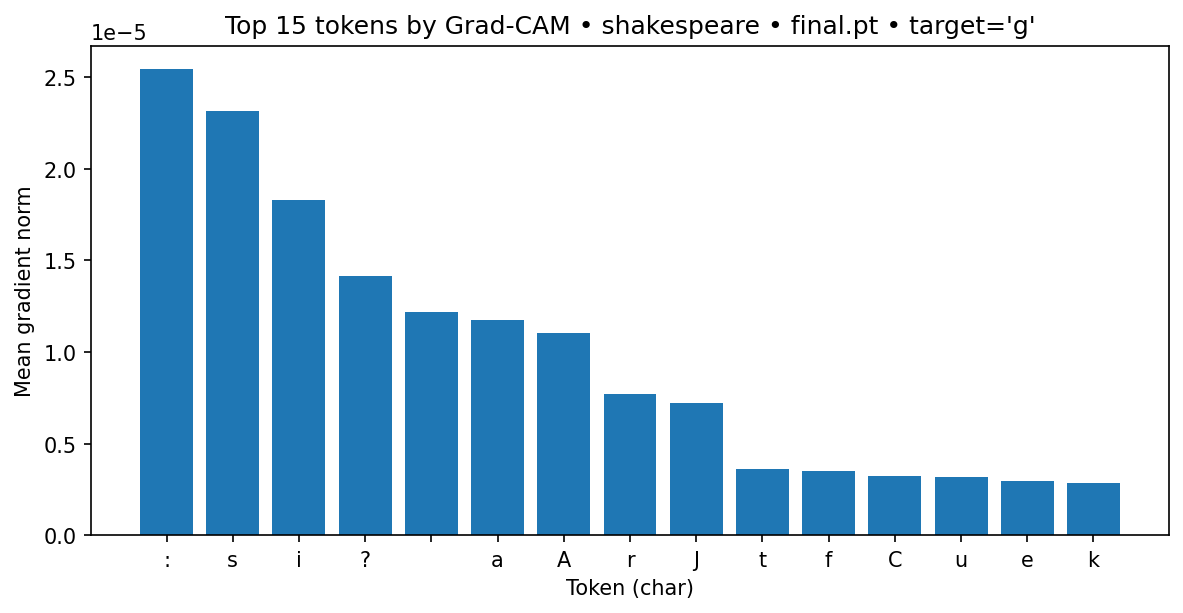 Top 15 tokens by Grad-CAM • shakespeare • final.pt • target='g'
1e−5
2.5
2.0
1.5
1.0
0.5
0.0
Mean gradient norm
: s i ? a A r J t f C u e k
Token (char)